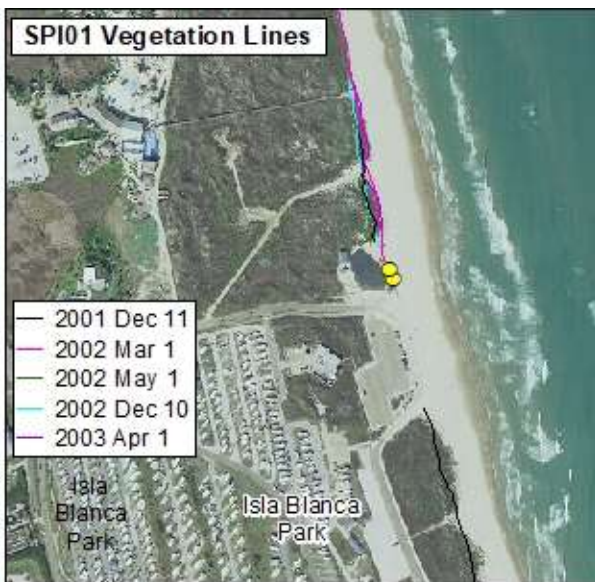 SPI01 Vegetation Lines
2001 Dec 11
2002 Mar 1
2002 May 1
2002 Dec 10
2003 Apr 1
Isla
Blanca
Park
Isla Blanca
Park